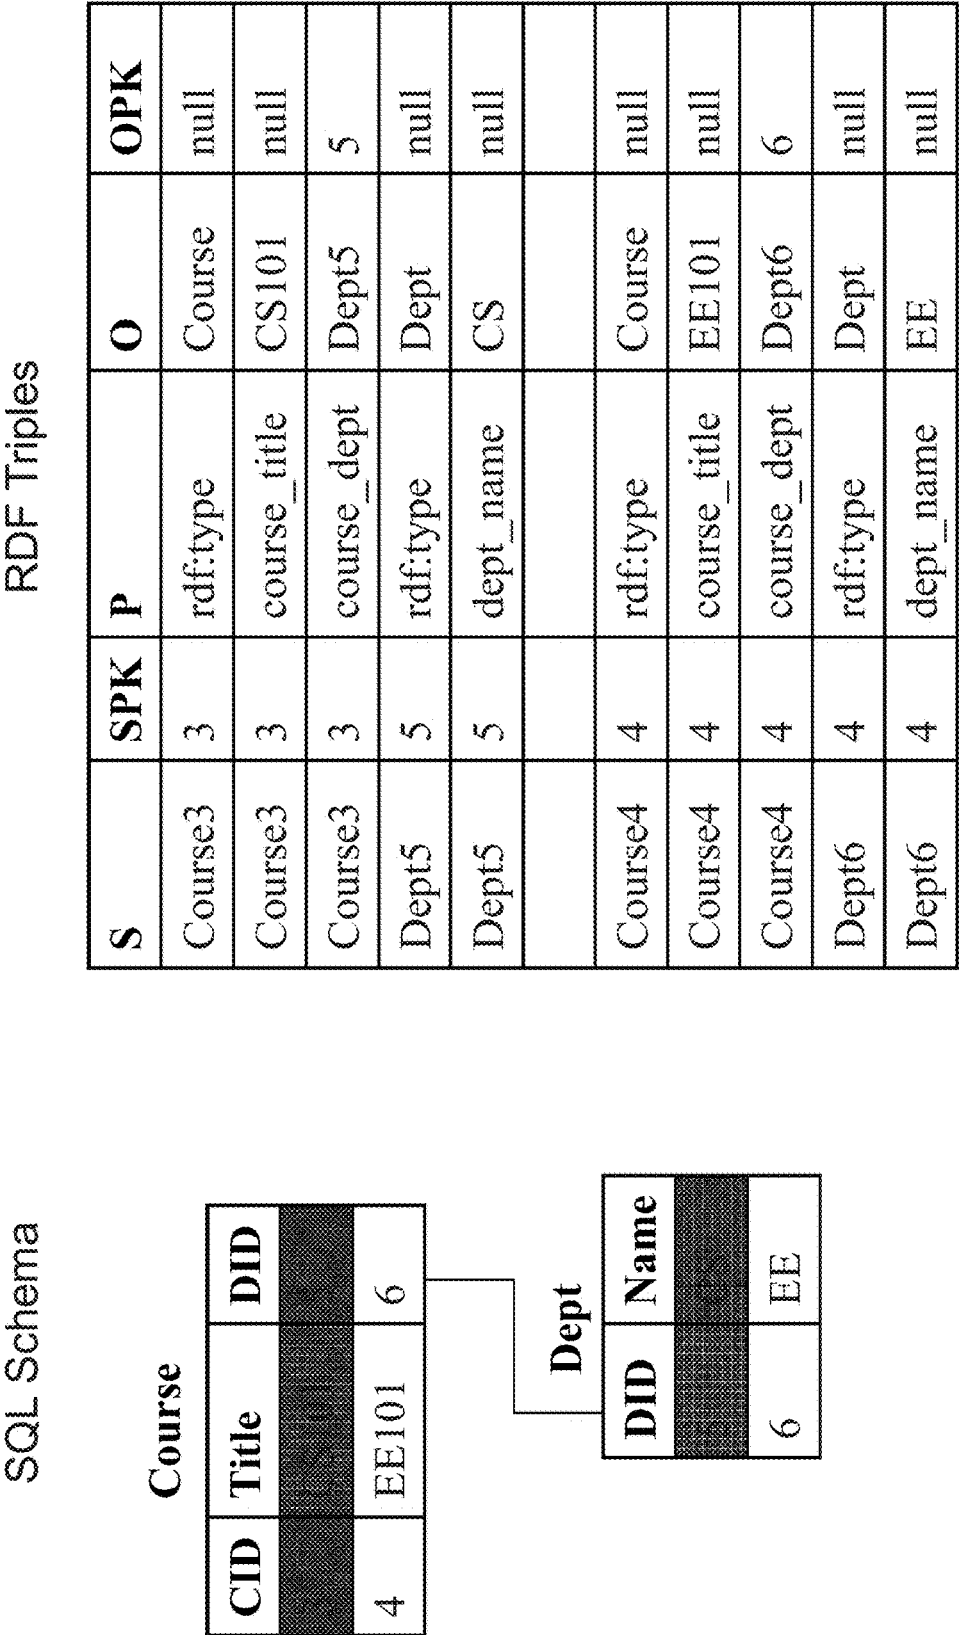 SQL Schema
Course
CID Title DID
4 EE101 6
Dept
DID Name
6 EE
RDF Triples
S SPK P O OPK
Course3 3 rdf:type Course null
Course3 3 course_title CS101 null
Course3 3 course_dept Dept5 5
Dept5 5 rdf:type Dept null
Dept5 5 dept_name CS null
Course4 4 rdf:type Course null
Course4 4 course_title EE101 null
Course4 4 course_dept Dept6 6
Dept6 4 rdf:type Dept null
Dept6 4 dept_name EE null